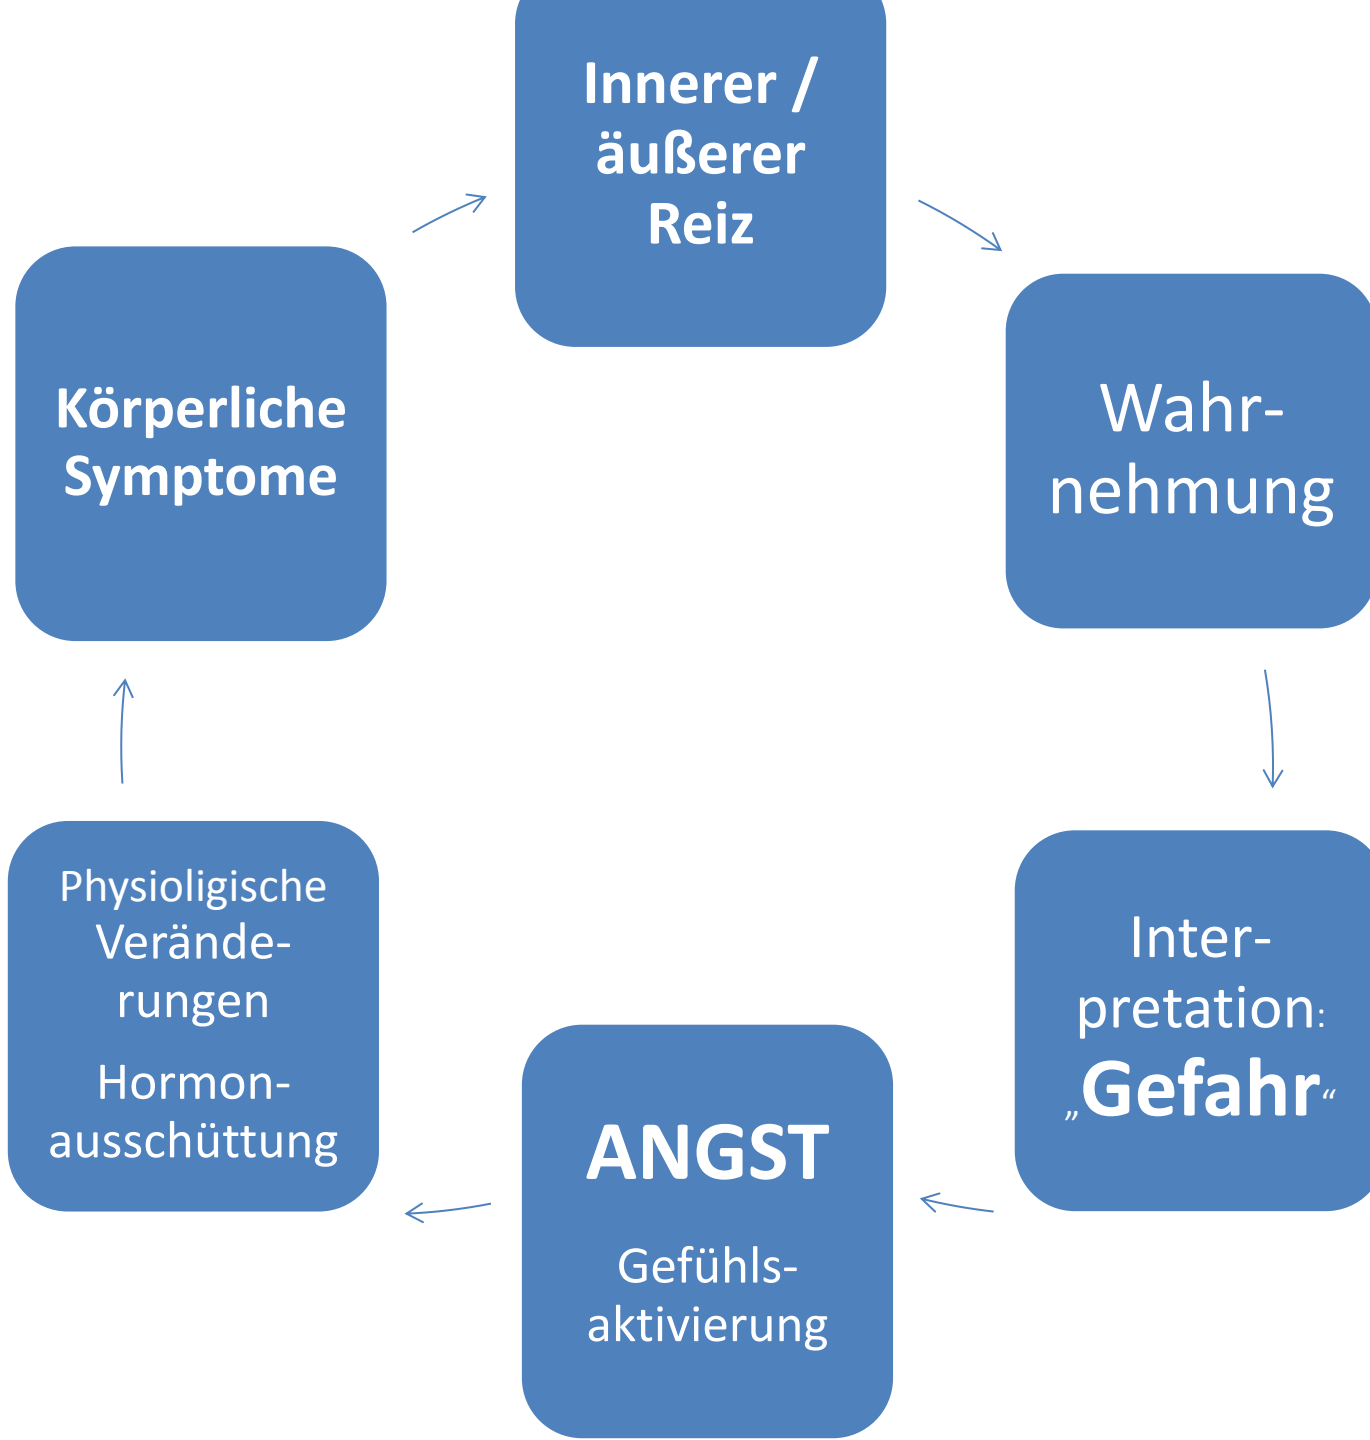 Innerer /
äußerer
Reiz
Wahr-
nehmung
Inter-
pretation:
„Gefahr“
ANGST
Gefühls-
aktivierung
Physioligische
Verände-
rungen
Hormon-
ausschüttung
Körperliche
Symptome